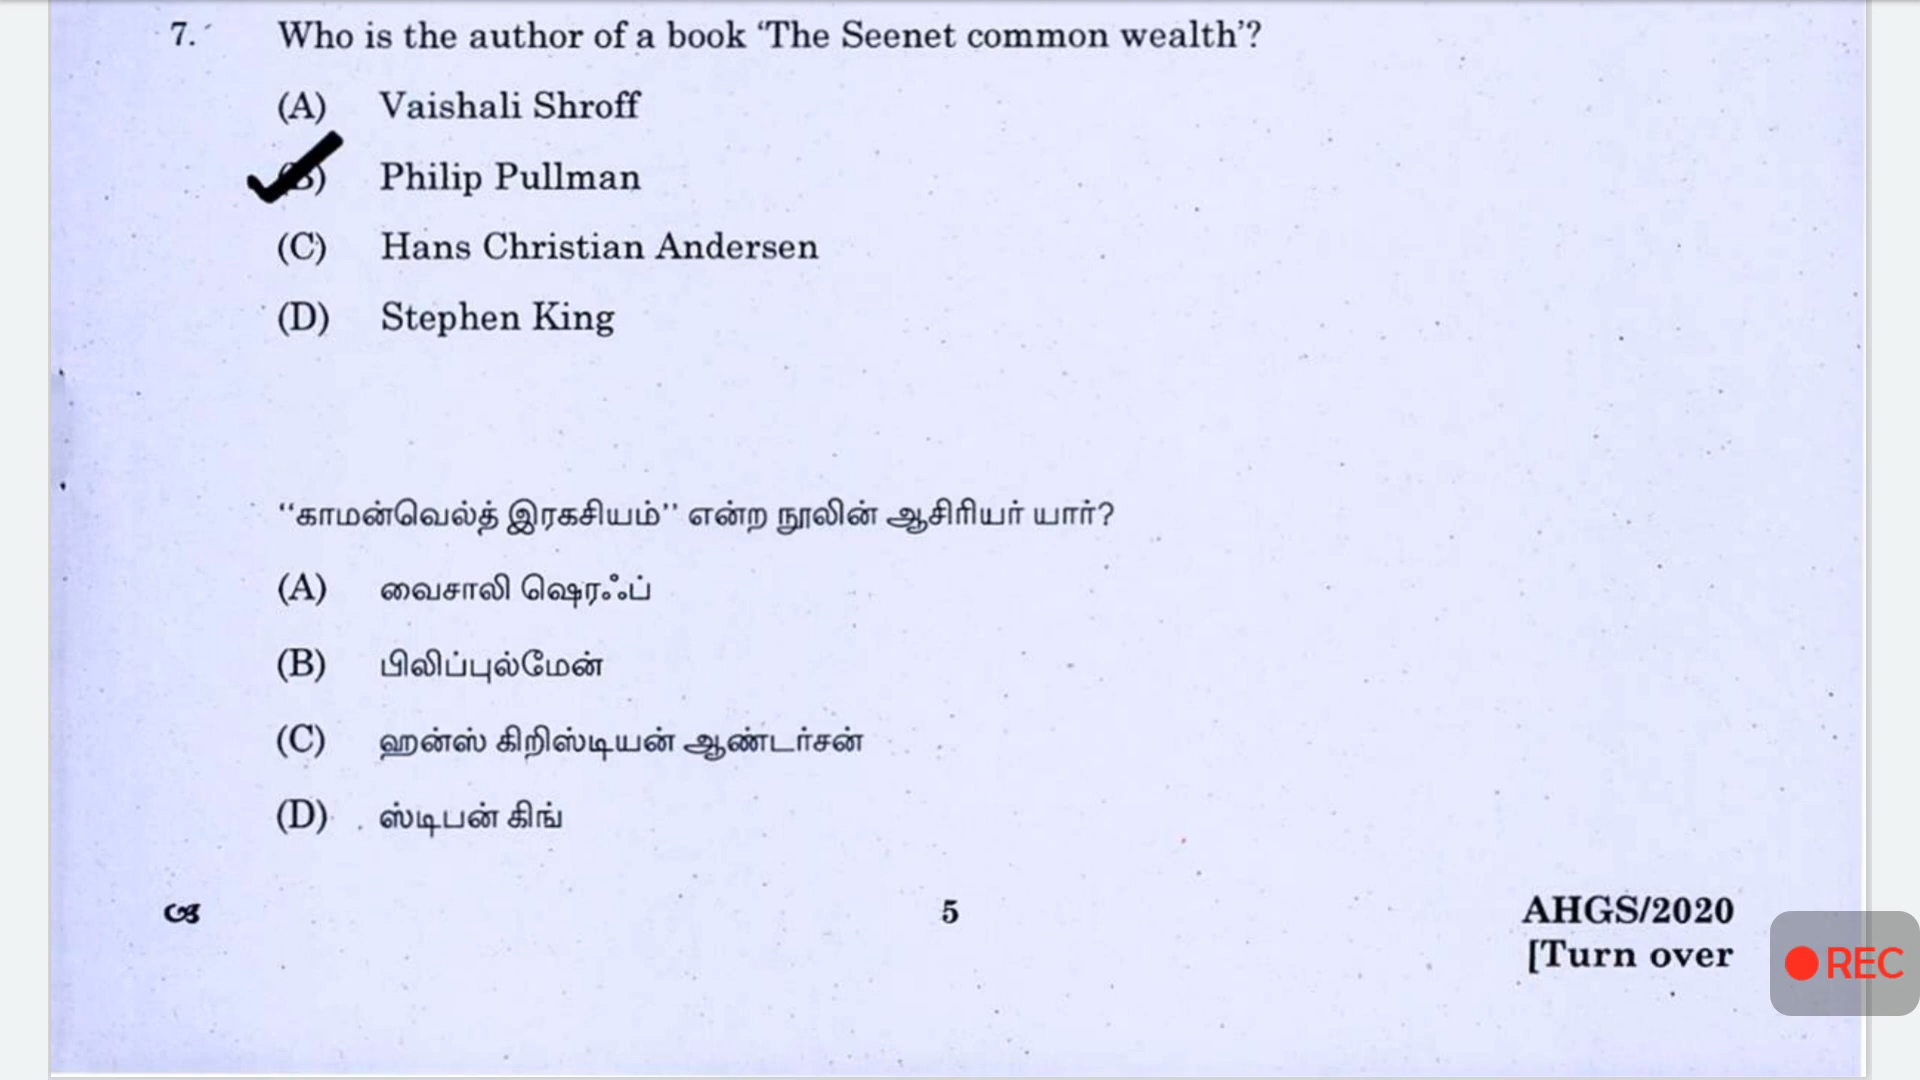 7. Who is the author of a book ‘The Seenet common wealth’?
(A) Vaishali Shroff
(B) Philip Pullman
(C) Hans Christian Andersen
(D) Stephen King
‘‘காமன்வெல்த் இரகசியம்’’ என்ற நூலின் ஆசிரியர் யார்?
(A) வைசாலி ஷெரஃப்
(B) பிலிப்புல்மேன்
(C) ஹன்ஸ் கிறிஸ்டியன் ஆண்டர்சன்
(D) ஸ்டிபன் கிங்
5
AHGS/2020
[Turn over
REC